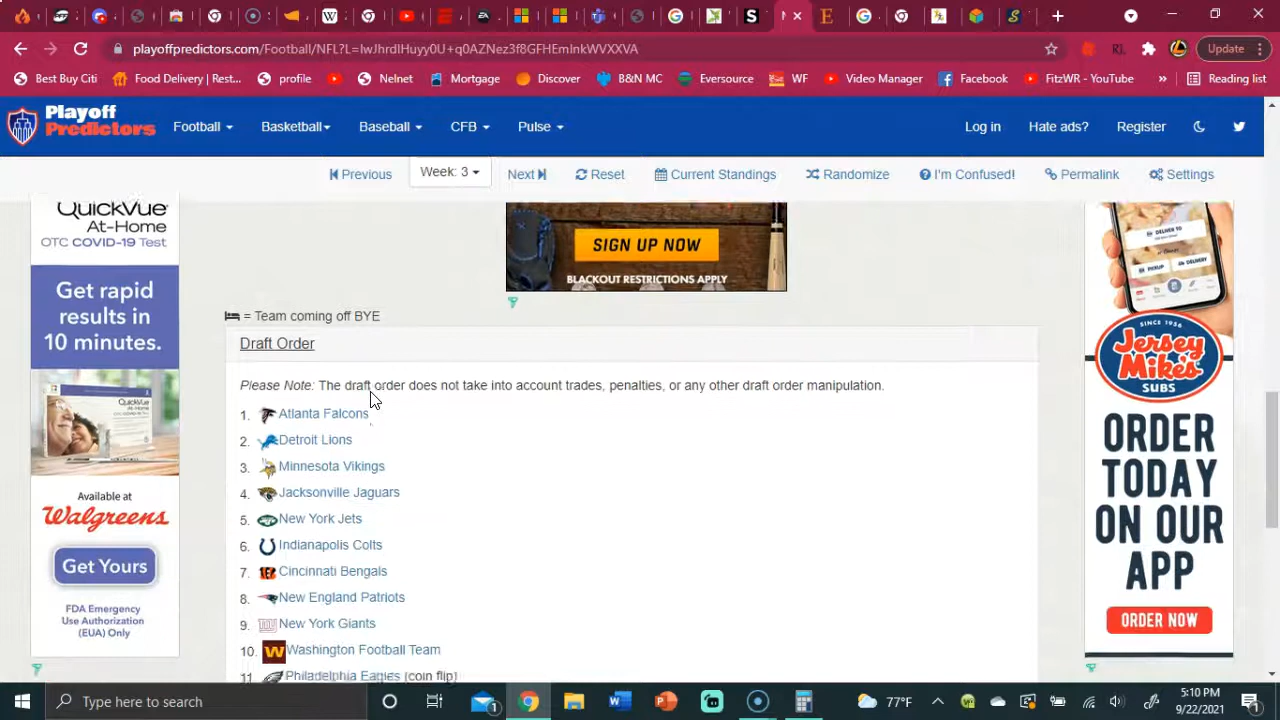 Update
playoffpredictors.com/Football/NFL?L=IwJhrdIHuyy0U+q0AZNez3f8GFHEmInkWVXXVA
Best Buy Citi
Food Delivery | Rest...
profile
Nelnet
Mortgage
Discover
B&N MC
Eversource
WF
Video Manager
Facebook
FitzWR - YouTube
»
Reading list
Playoff
Predictors
Football
Basketball
Baseball
CFB
Pulse
Log in
Hate ads?
Register
Previous
Week: 3
Next
Reset
Current Standings
Randomize
I'm Confused!
Permalink
Settings
QuickVue
At-Home
OTC COVID-19 Test
Get rapid
results in
10 minutes.
Available at
Walgreens
Get Yours
FDA Emergency
Use Authorization
(EUA) Only
SIGN UP NOW
BLACKOUT RESTRICTIONS APPLY
= Team coming off BYE
Draft Order
Please Note: The draft order does not take into account trades, penalties, or any other draft order manipulation.
1. Atlanta Falcons
2. Detroit Lions
3. Minnesota Vikings
4. Jacksonville Jaguars
5. New York Jets
6. Indianapolis Colts
7. Cincinnati Bengals
8. New England Patriots
9. New York Giants
10. Washington Football Team
11. Philadelphia Eagles (coin flip)
DELIVER TO
PICKUP
DELIVERY
SINCE 1956
Jersey
Mike's
SUBS
ORDER
TODAY
ON OUR
APP
ORDER NOW
Type here to search
77°F
5:10 PM
9/22/2021